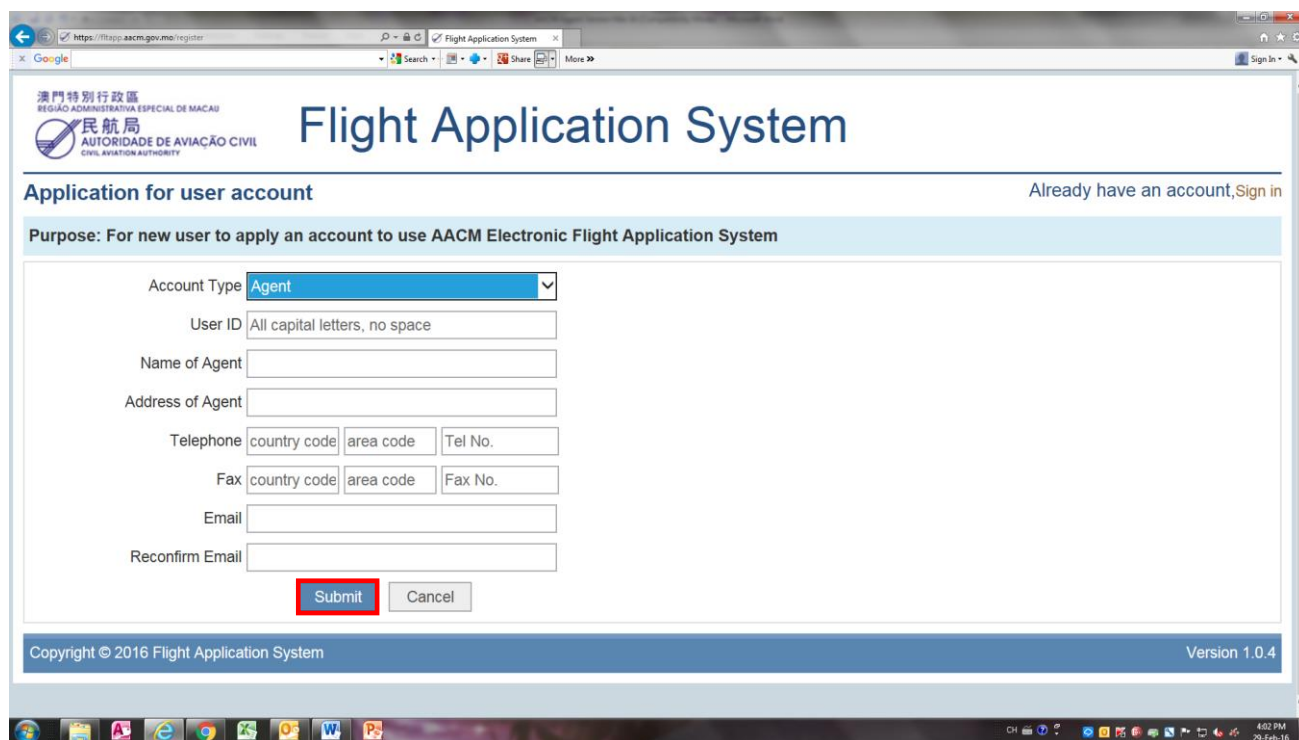 https://fltapp.aacm.gov.mo/register
Flight Application System
x Google
Search
Share
More »
Sign In
澳門特別行政區
REGIÃO ADMINISTRATIVA ESPECIAL DE MACAU
民航局
AUTORIDADE DE AVIAÇÃO CIVIL
CIVIL AVIATION AUTHORITY
Flight Application System
Application for user account
Already have an account,Sign in
Purpose: For new user to apply an account to use AACM Electronic Flight Application System
Account Type Agent
User ID All capital letters, no space
Name of Agent
Address of Agent
Telephone country code area code Tel No.
Fax country code area code Fax No.
Email
Reconfirm Email
Submit Cancel
Copyright © 2016 Flight Application System Version 1.0.4
CH
4:02 PM
29-Feb-16